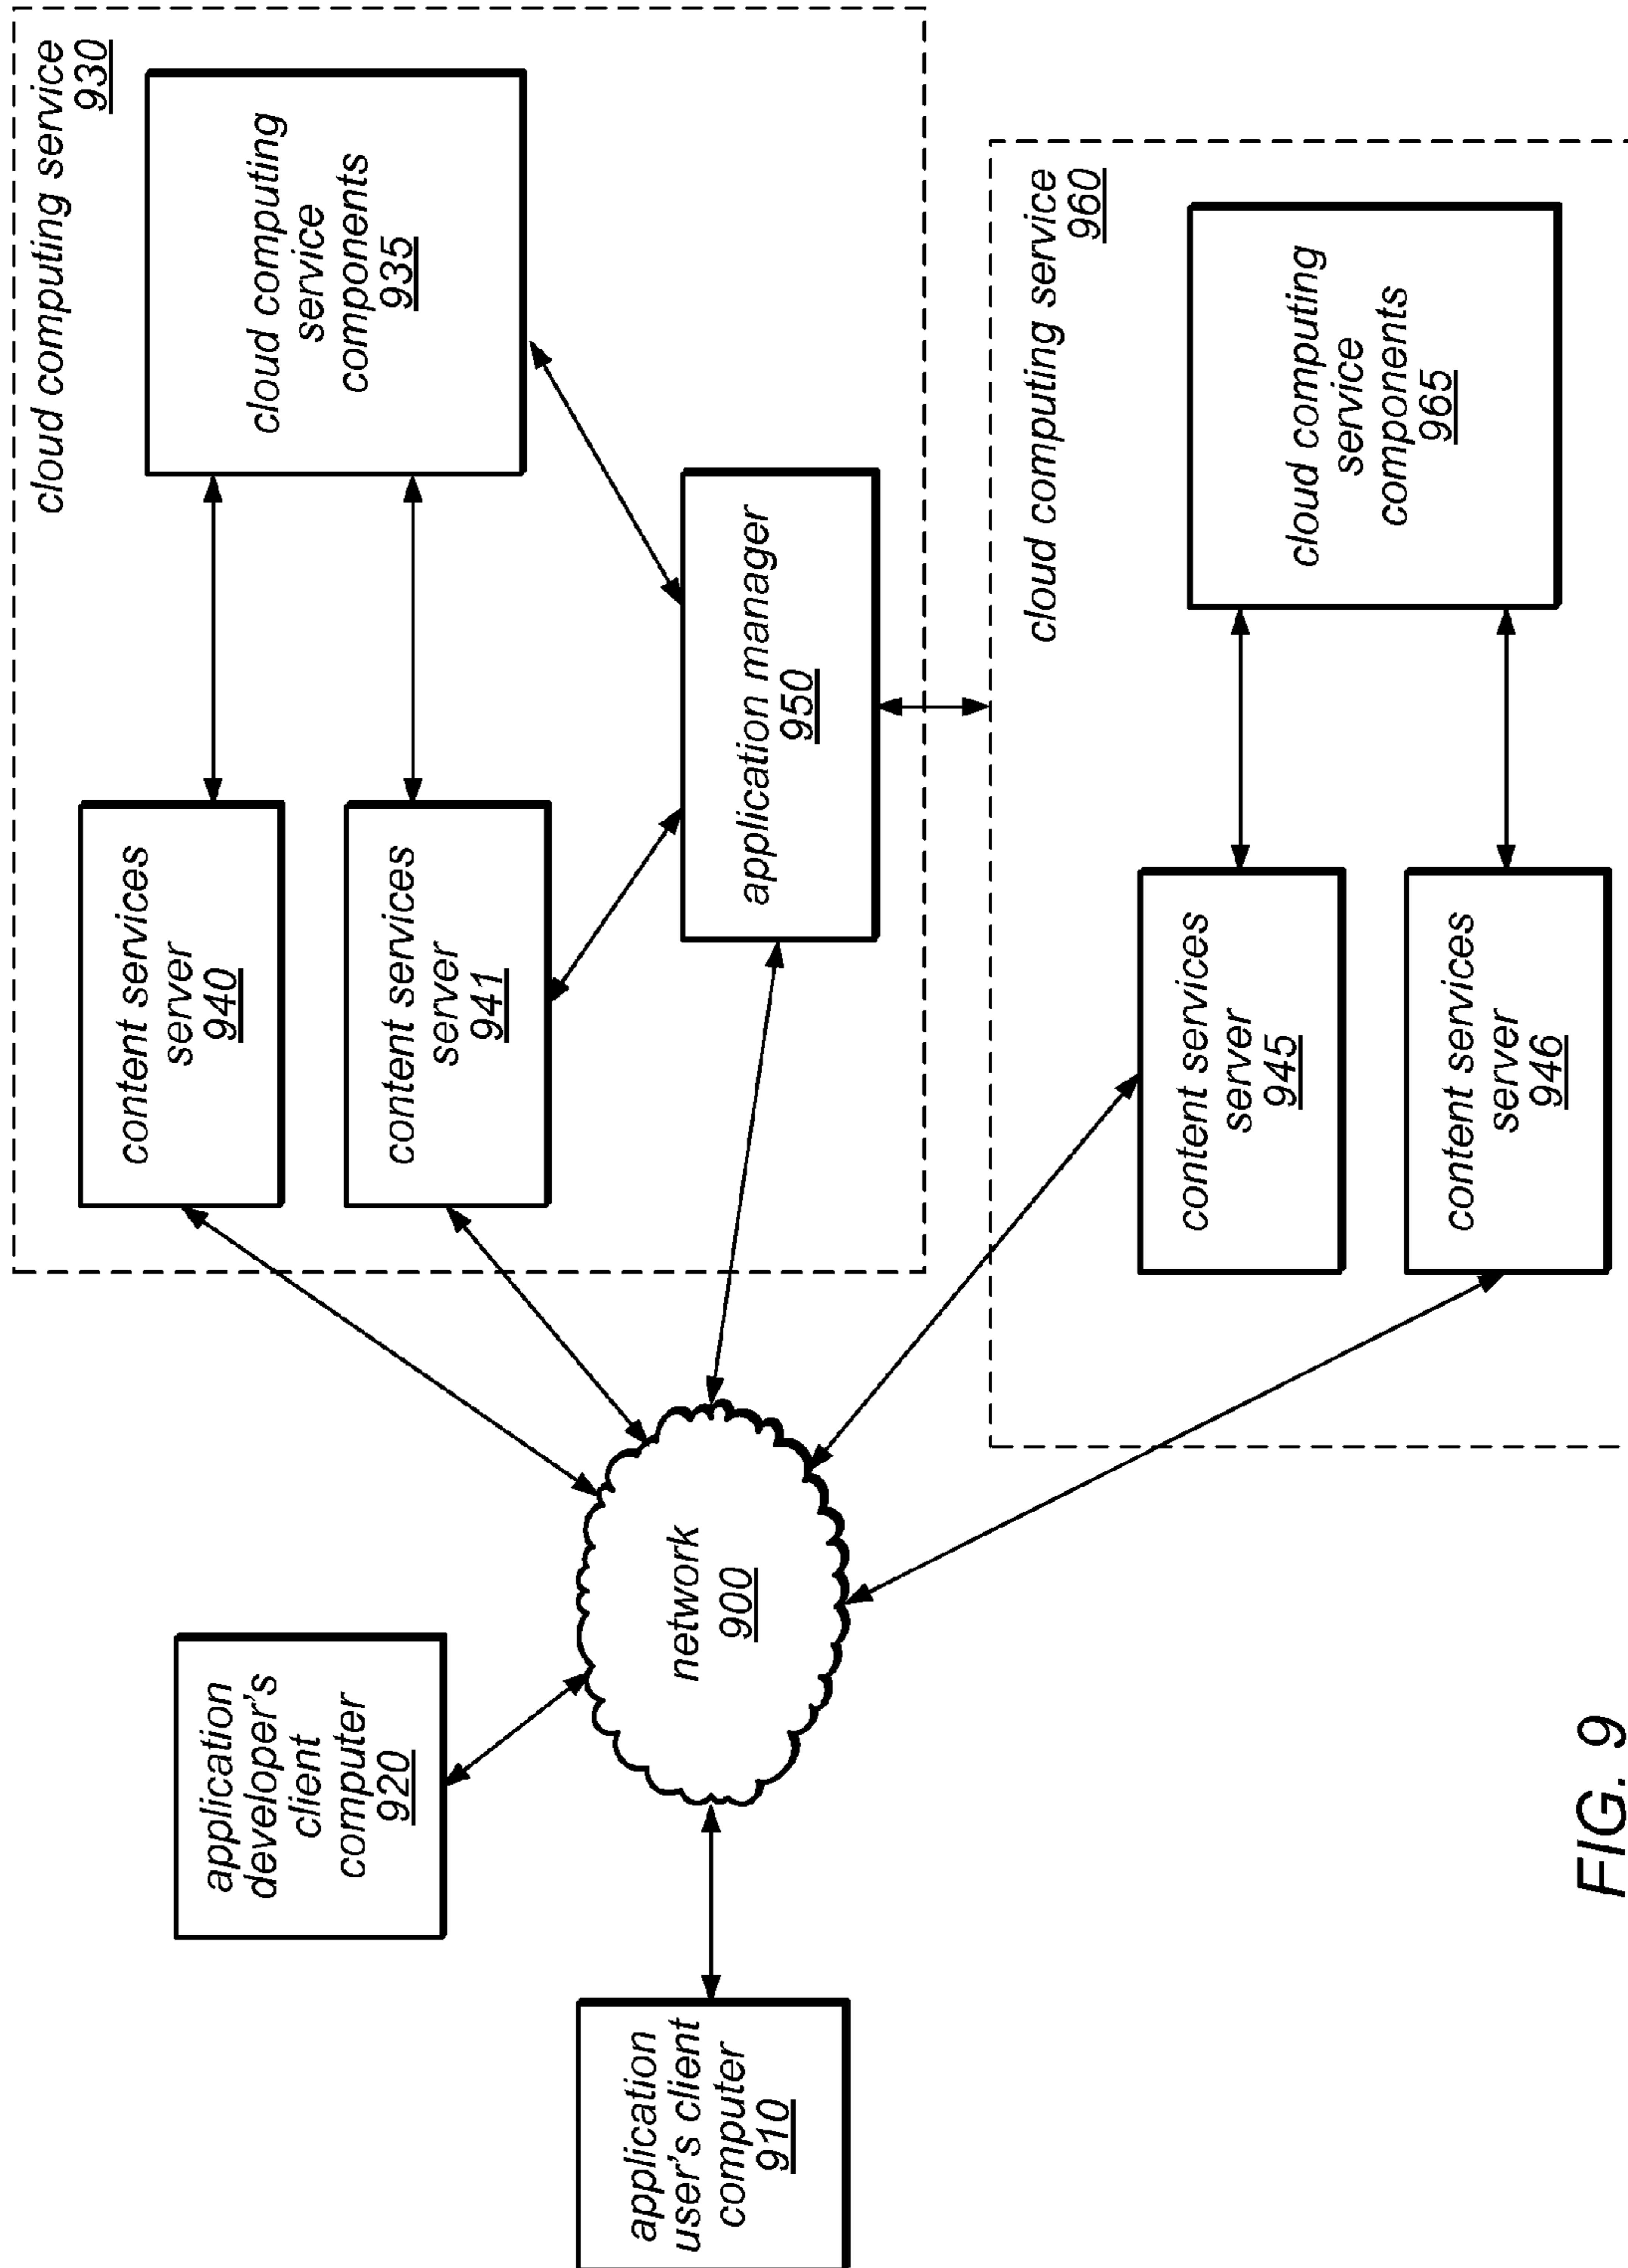 cloud computing service
930
cloud computing
service
components
935
content services
server
940
content services
server
941
application manager
950
application
developer's
client
computer
920
network
900
application
user's client
computer
910
cloud computing service
960
cloud computing
service
components
965
content services
server
945
content services
server
946
FIG. 9